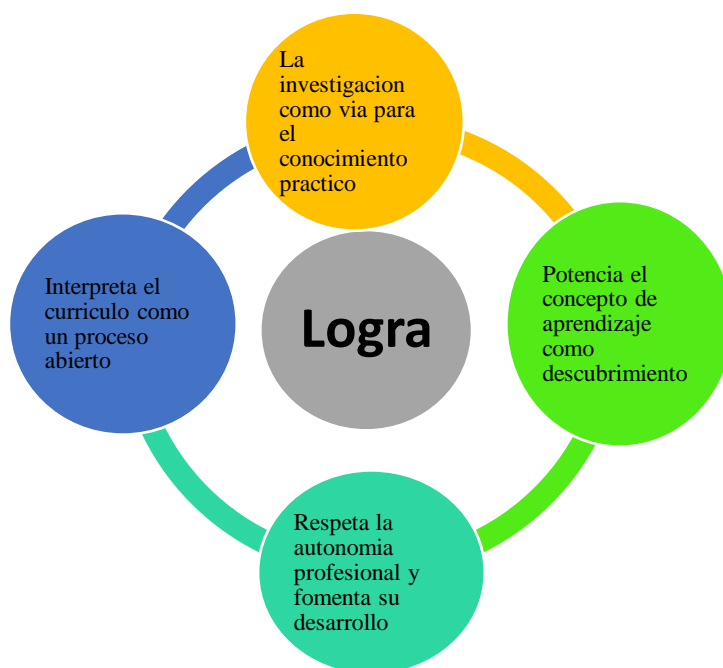 La
investigacion
como via para
el
conocimiento
practico
Potencia el
concepto de
aprendizaje
como
descubrimiento
Respeta la
autonomia
profesional y
fomenta su
desarrollo
Interpreta el
curriculo como
un proceso
abierto
Logra